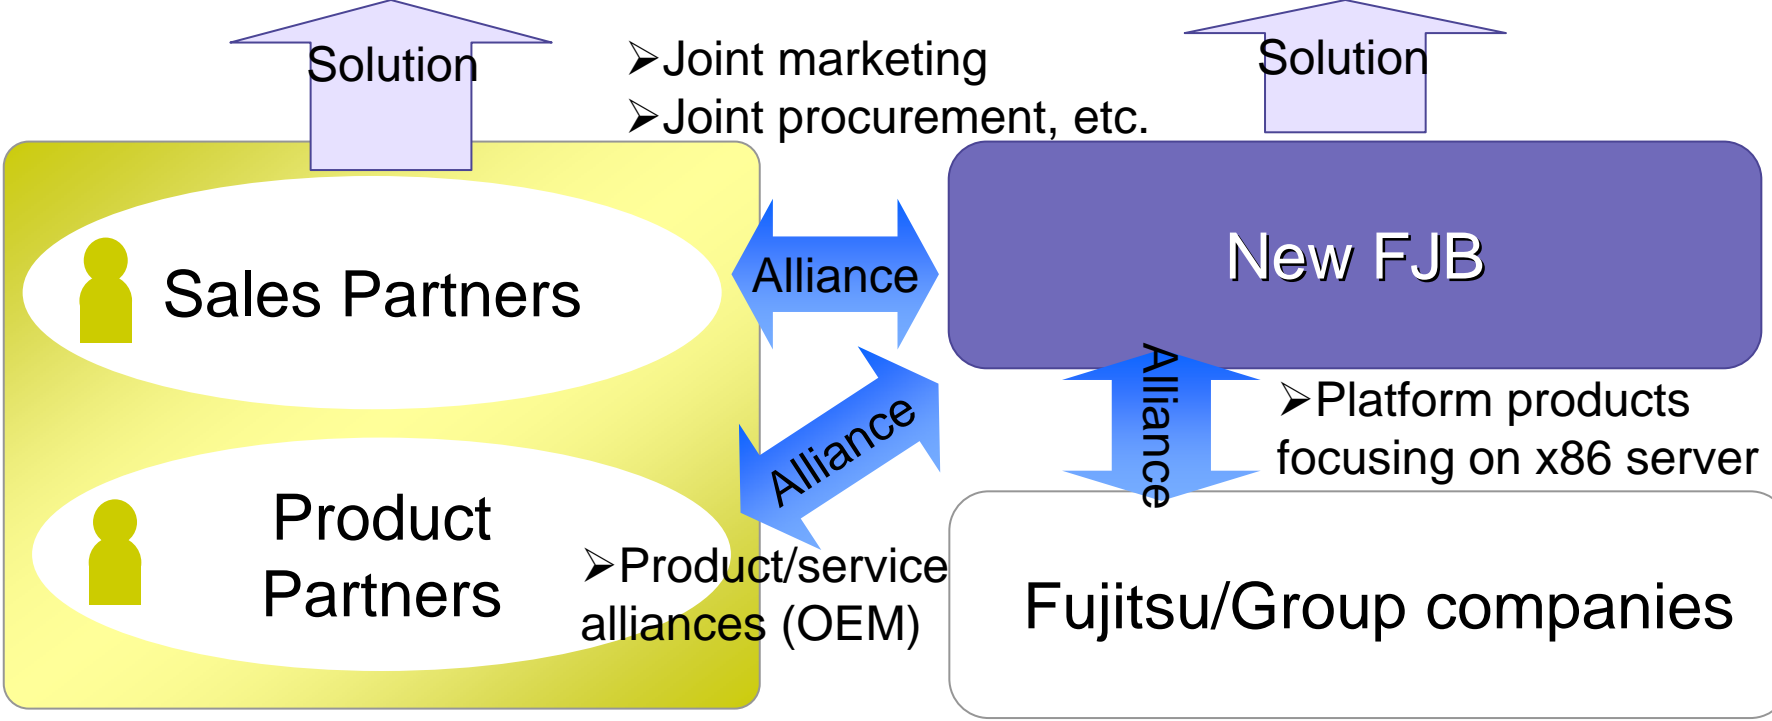 Solution
➢Joint marketing
➢Joint procurement, etc.
Solution
Sales Partners
Alliance
New FJB
Alliance
Alliance
➢Platform products
focusing on x86 server
Product
Partners
➢Product/service
alliances (OEM)
Fujitsu/Group companies